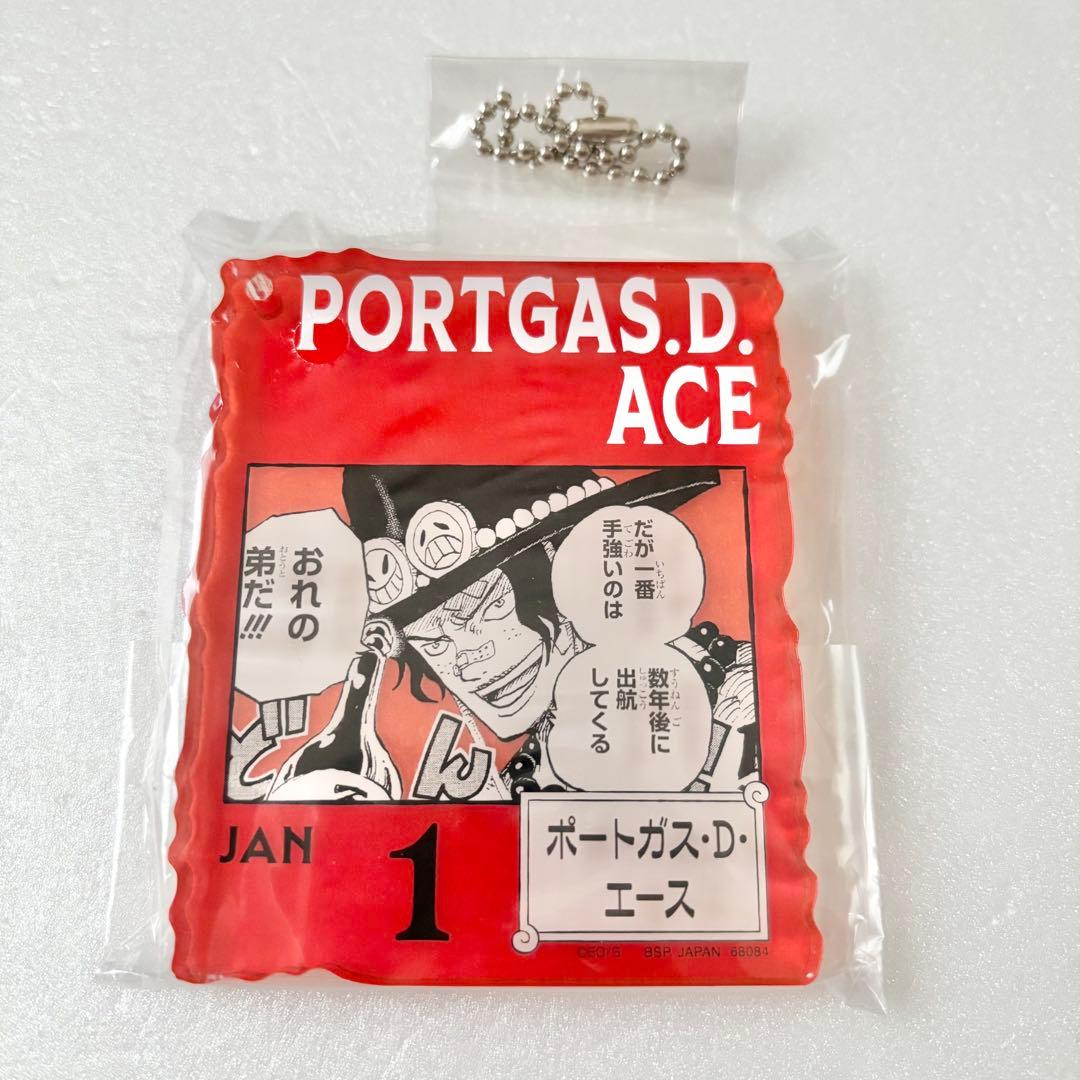 PORTGAS.D.
ACE
だが一番
手強いのは
数年後に
出航
してくる
おれの
弟だ!!!
どん
JAN
1
ポートガス・D・
エース
JAPAN 68084